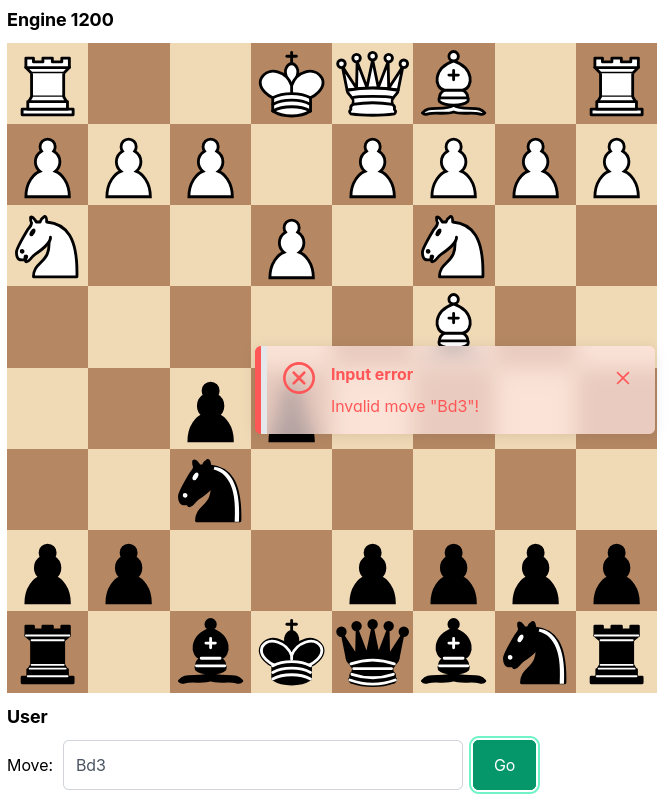 Engine 1200
Input error
Invalid move "Bd3"!
User
Move: Bd3 Go